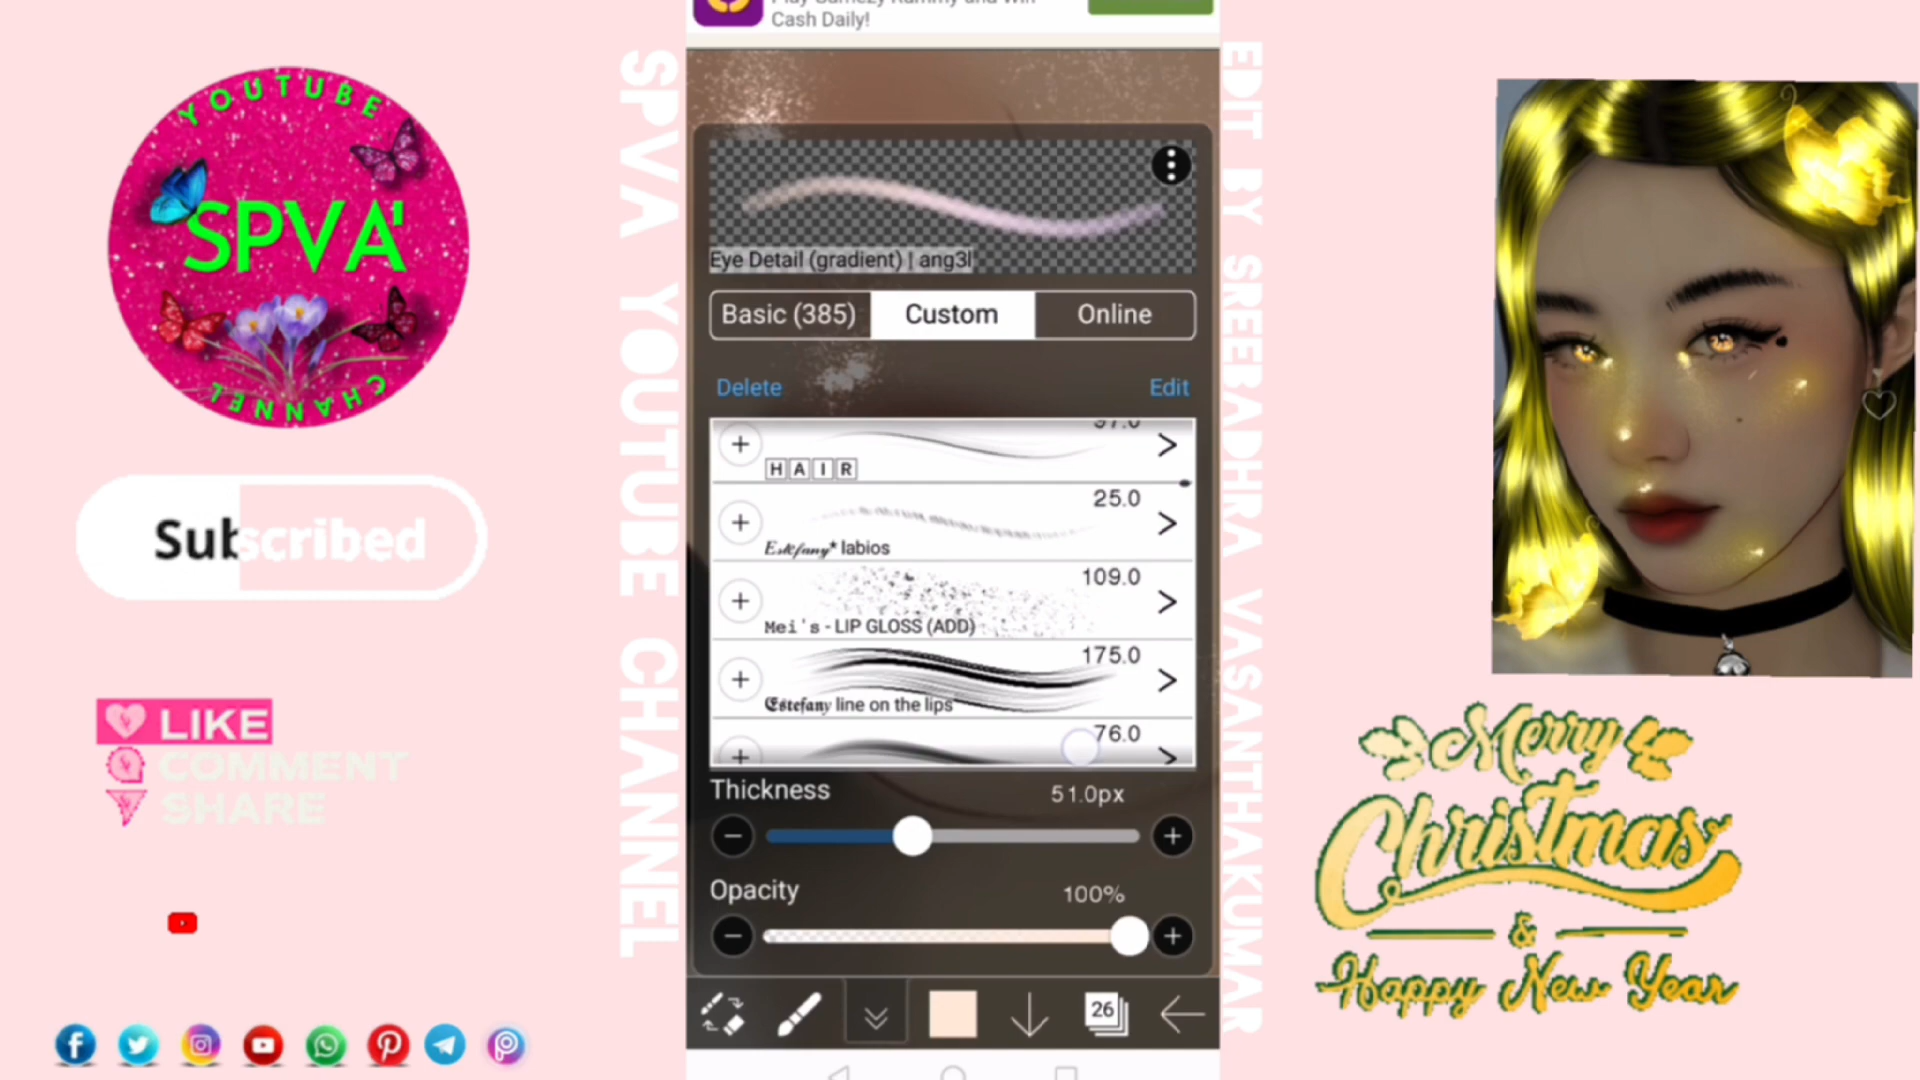 Cash Daily!
YOUTUBE
SPVA
CHANNEL
Subscribed
LIKE
COMMENT
SHARE
SPVA YOUTUBE CHANNEL
Eye Detail (gradient) | ang3l
Basic (385)
Custom
Online
Delete
Edit
HAIR
25.0
Estefany* labios
109.0
Mei's - LIP GLOSS (ADD)
175.0
Estefany line on the lips
76.0
Thickness
51.0px
Opacity
100%
26
EDIT BY SREEBADHRA VASANTHAKUMAR
Merry
Christmas
&
Happy New Year